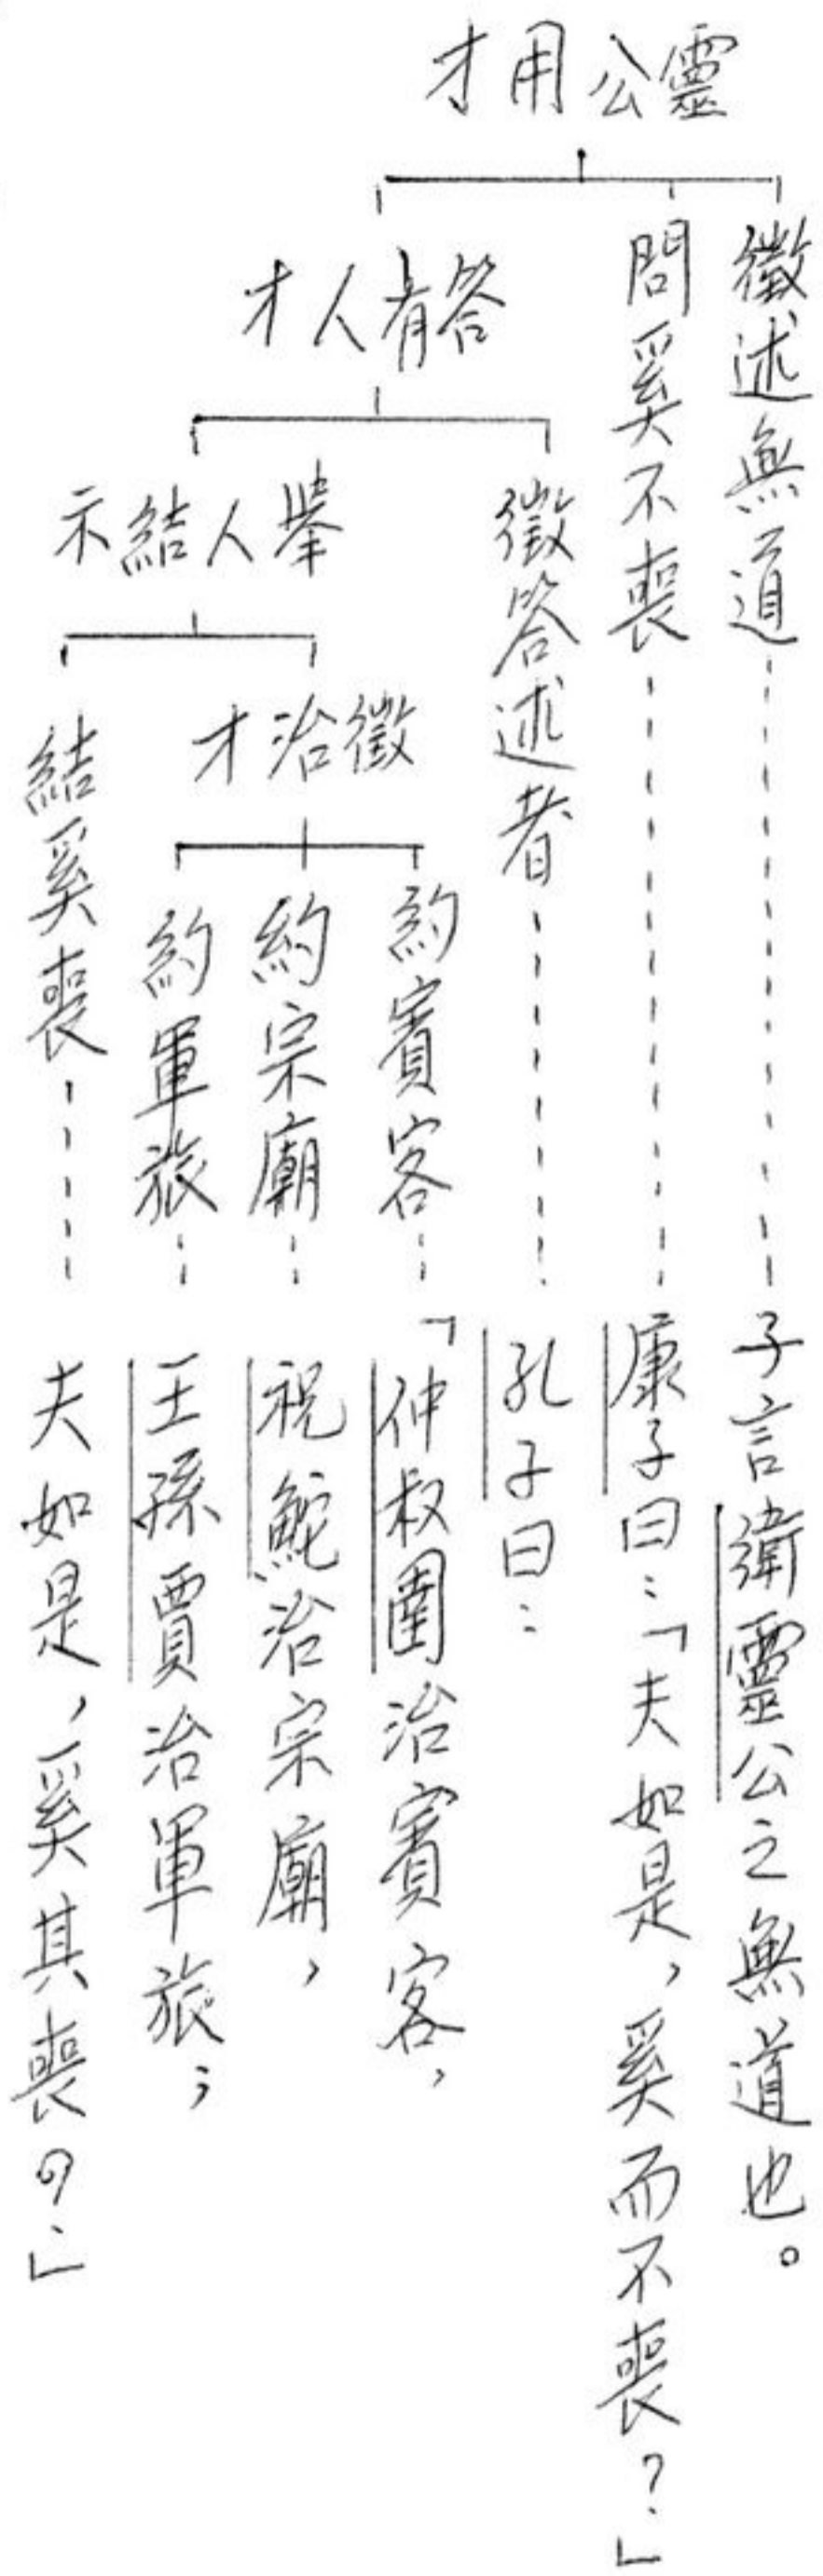 靈公用才
徵述無道
子言衛靈公之無道也。
問奚不喪
康子曰：「夫如是，奚而不喪？」
答有人才
徵答述者
孔子曰：
舉人結示
徵治才
約賓客
「仲叔圉治賓客，
約宗廟
祝鮀治宗廟，
約軍旅
王孫賈治軍旅；
結奚喪
夫如是，奚其喪？」